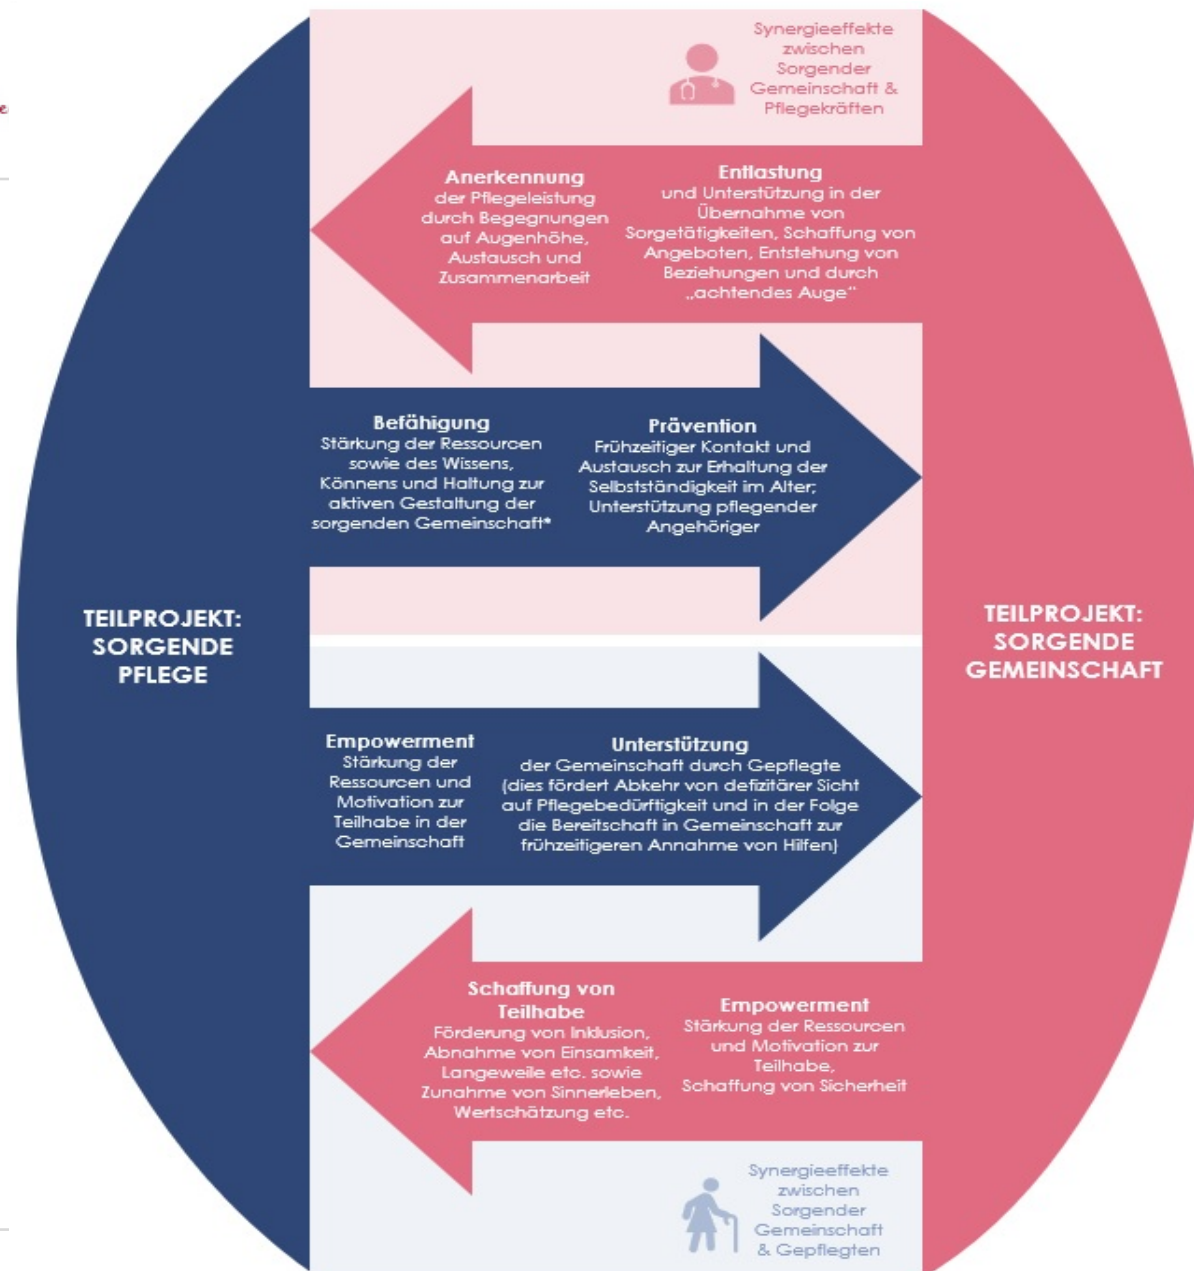 Synergieeffekte
zwischen
Sorgender
Gemeinschaft &
Pflegekräften
Anerkennung
der Pflegeleistung
durch Begegnungen
auf Augenhöhe,
Austausch und
Zusammenarbeit
Entlastung
und Unterstützung in der
Übernahme von
Sorgetätigkeiten, Schaffung von
Angeboten, Entstehung von
Beziehungen und durch
„achtendes Auge“
Befähigung
Stärkung der Ressourcen
sowie des Wissens,
Könnens und Haltung zur
aktiven Gestaltung der
sorgenden Gemeinschaft*
Prävention
Frühzeitiger Kontakt und
Austausch zur Erhaltung der
Selbstständigkeit im Alter;
Unterstützung pflegender
Angehöriger
TEILPROJEKT:
SORGENDE
PFLEGE
TEILPROJEKT:
SORGENDE
GEMEINSCHAFT
Empowerment
Stärkung der
Ressourcen und
Motivation zur
Teilhabe in der
Gemeinschaft
Unterstützung
der Gemeinschaft durch Gepflegte
(dies fördert Abkehr von defizitärer Sicht
auf Pflegebedürftigkeit und in der Folge
die Bereitschaft in Gemeinschaft zur
frühzeitigeren Annahme von Hilfen)
Schaffung von
Teilhabe
Förderung von Inklusion,
Abnahme von Einsamkeit,
Langeweile etc. sowie
Zunahme von Sinnerleben,
Wertschätzung etc.
Empowerment
Stärkung der Ressourcen
und Motivation zur
Teilhabe,
Schaffung von Sicherheit
Synergieeffekte
zwischen
Sorgender
Gemeinschaft
& Gepflegten